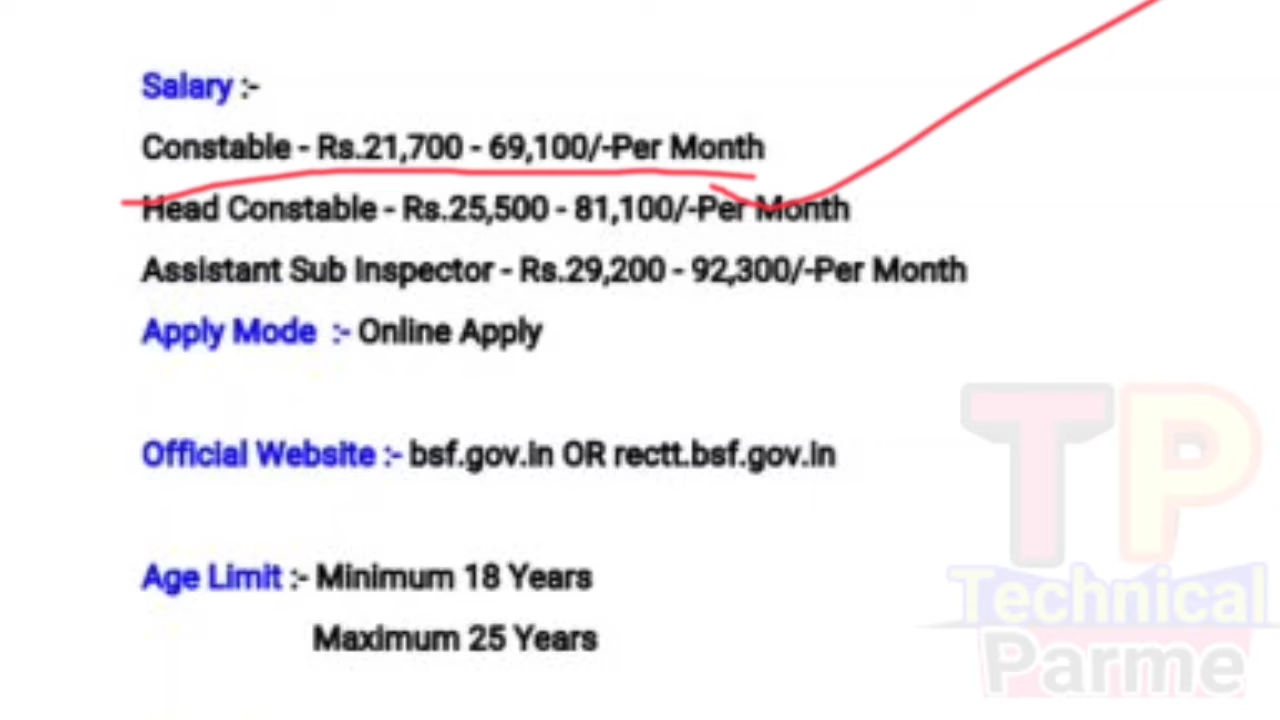 Salary :-
Constable - Rs.21,700 - 69,100/-Per Month
Head Constable - Rs.25,500 - 81,100/-Per Month
Assistant Sub Inspector - Rs.29,200 - 92,300/-Per Month
Apply Mode :- Online Apply
Official Website :- bsf.gov.in OR rectt.bsf.gov.in
Age Limit :- Minimum 18 Years
Maximum 25 Years
TP
Technical
Parme